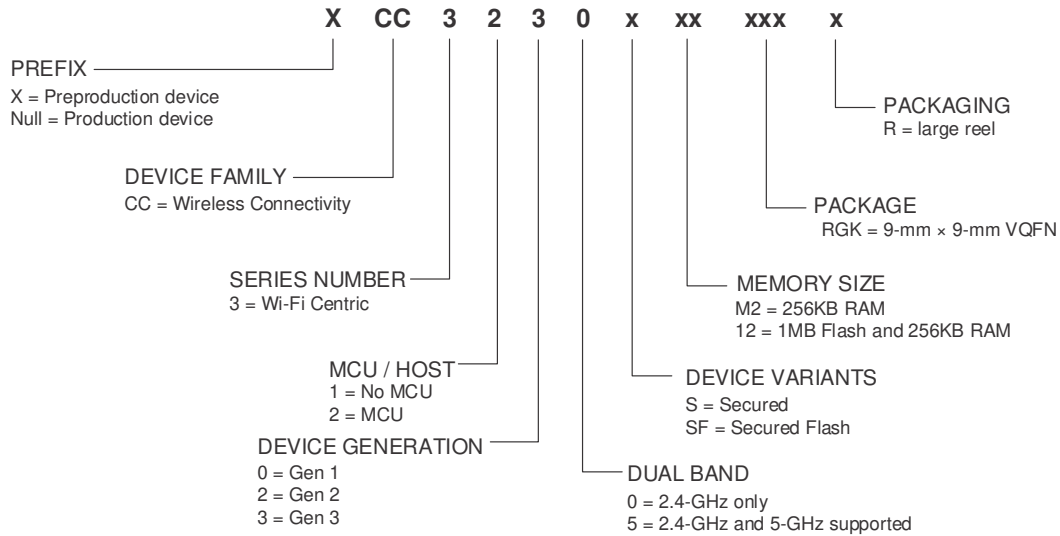 X CC 3 2 3 0 x xx xxx x
PREFIX
X = Preproduction device
Null = Production device
PACKAGING
R = large reel
DEVICE FAMILY
CC = Wireless Connectivity
PACKAGE
RGK = 9-mm × 9-mm VQFN
SERIES NUMBER
3 = Wi-Fi Centric
MEMORY SIZE
M2 = 256KB RAM
12 = 1MB Flash and 256KB RAM
MCU / HOST
1 = No MCU
2 = MCU
DEVICE VARIANTS
S = Secured
SF = Secured Flash
DEVICE GENERATION
0 = Gen 1
2 = Gen 2
3 = Gen 3
DUAL BAND
0 = 2.4-GHz only
5 = 2.4-GHz and 5-GHz supported